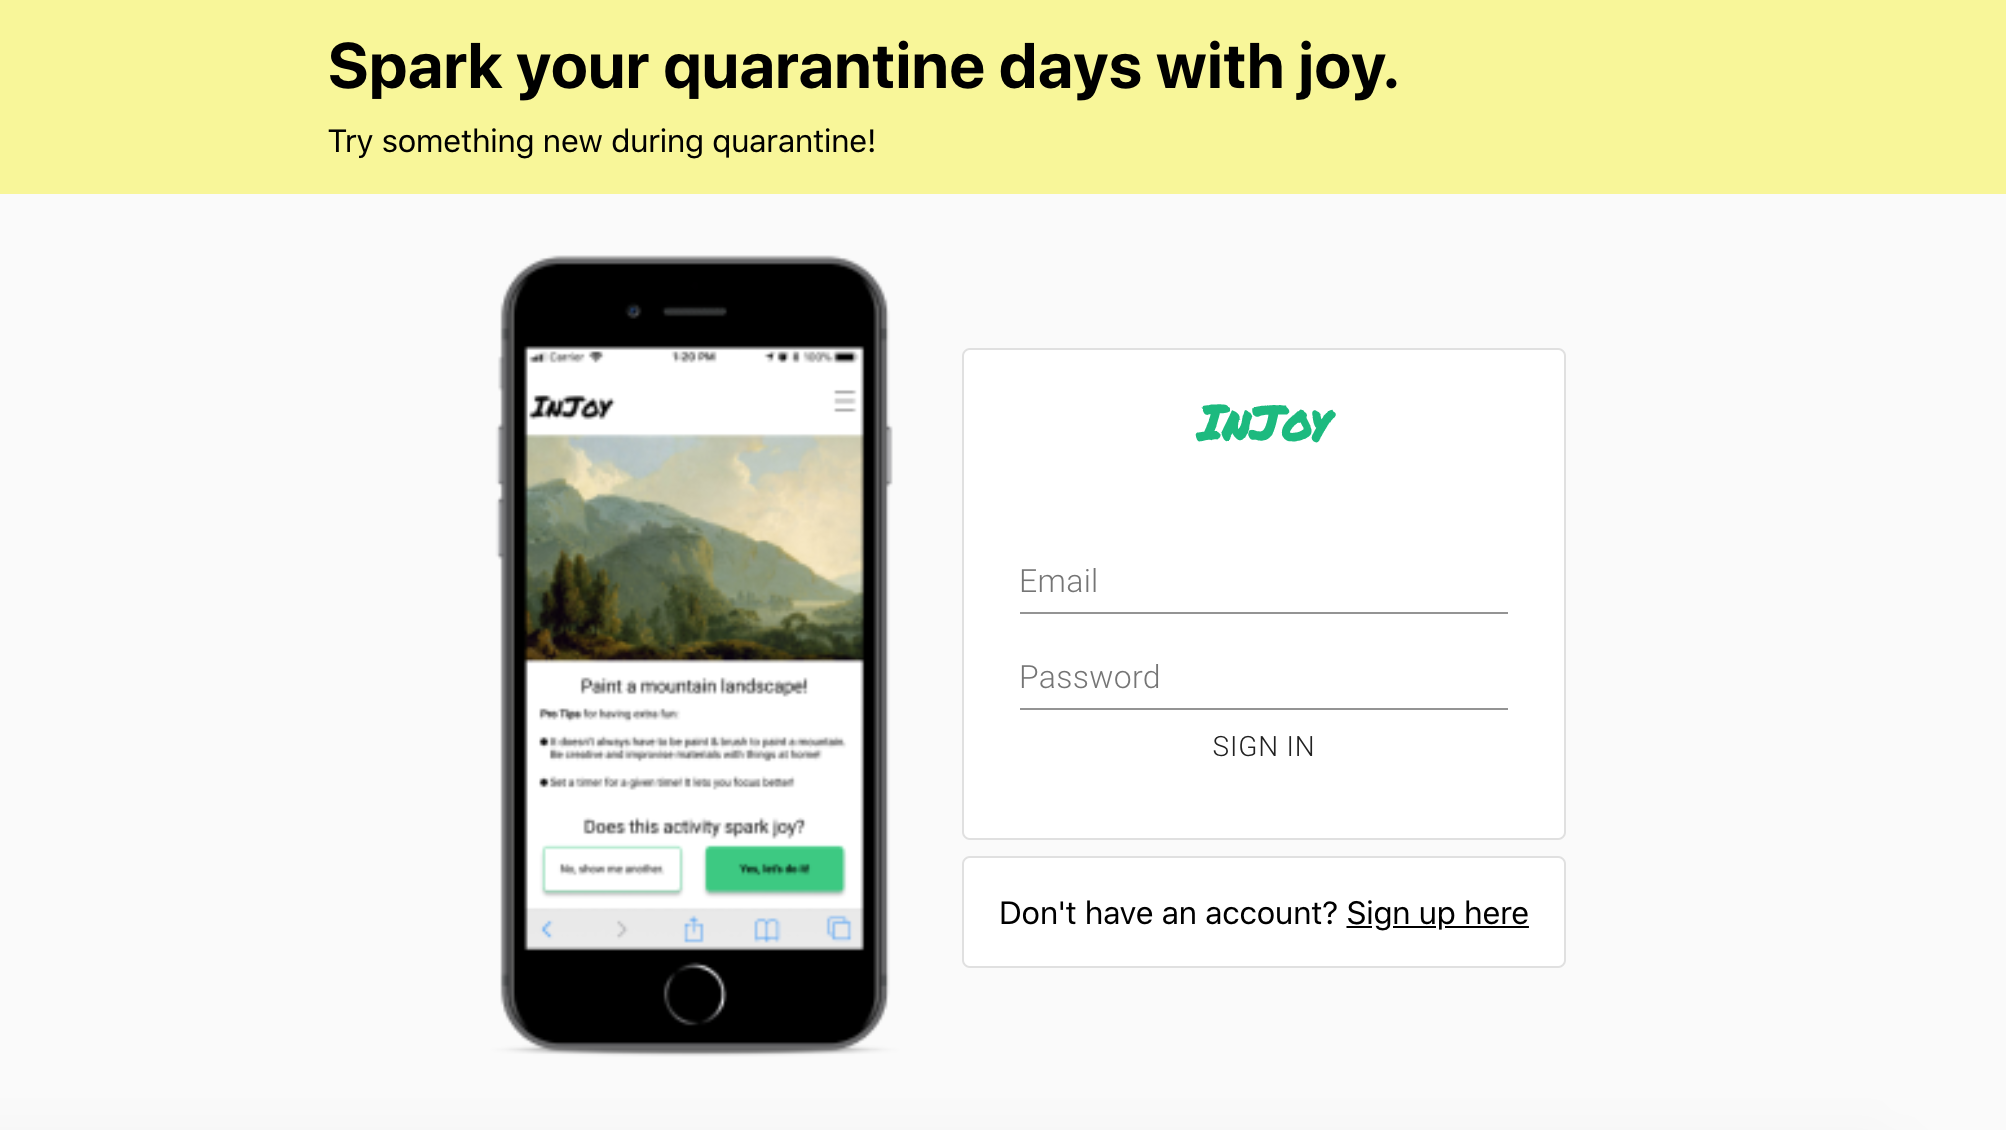 Spark your quarantine days with joy.
Try something new during quarantine!
Carrier 1:20 PM 100%
InJoy
Paint a mountain landscape!
Pro Tips for having extra fun:
It doesn't always have to be paint & brush to paint a mountain.
Be creative and improvise materials with things at home!
Set a timer for a given time! It lets you focus better!
Does this activity spark joy?
No, show me another. Yes, let's do it!
InJoy
Email
Password
SIGN IN
Don't have an account? Sign up here